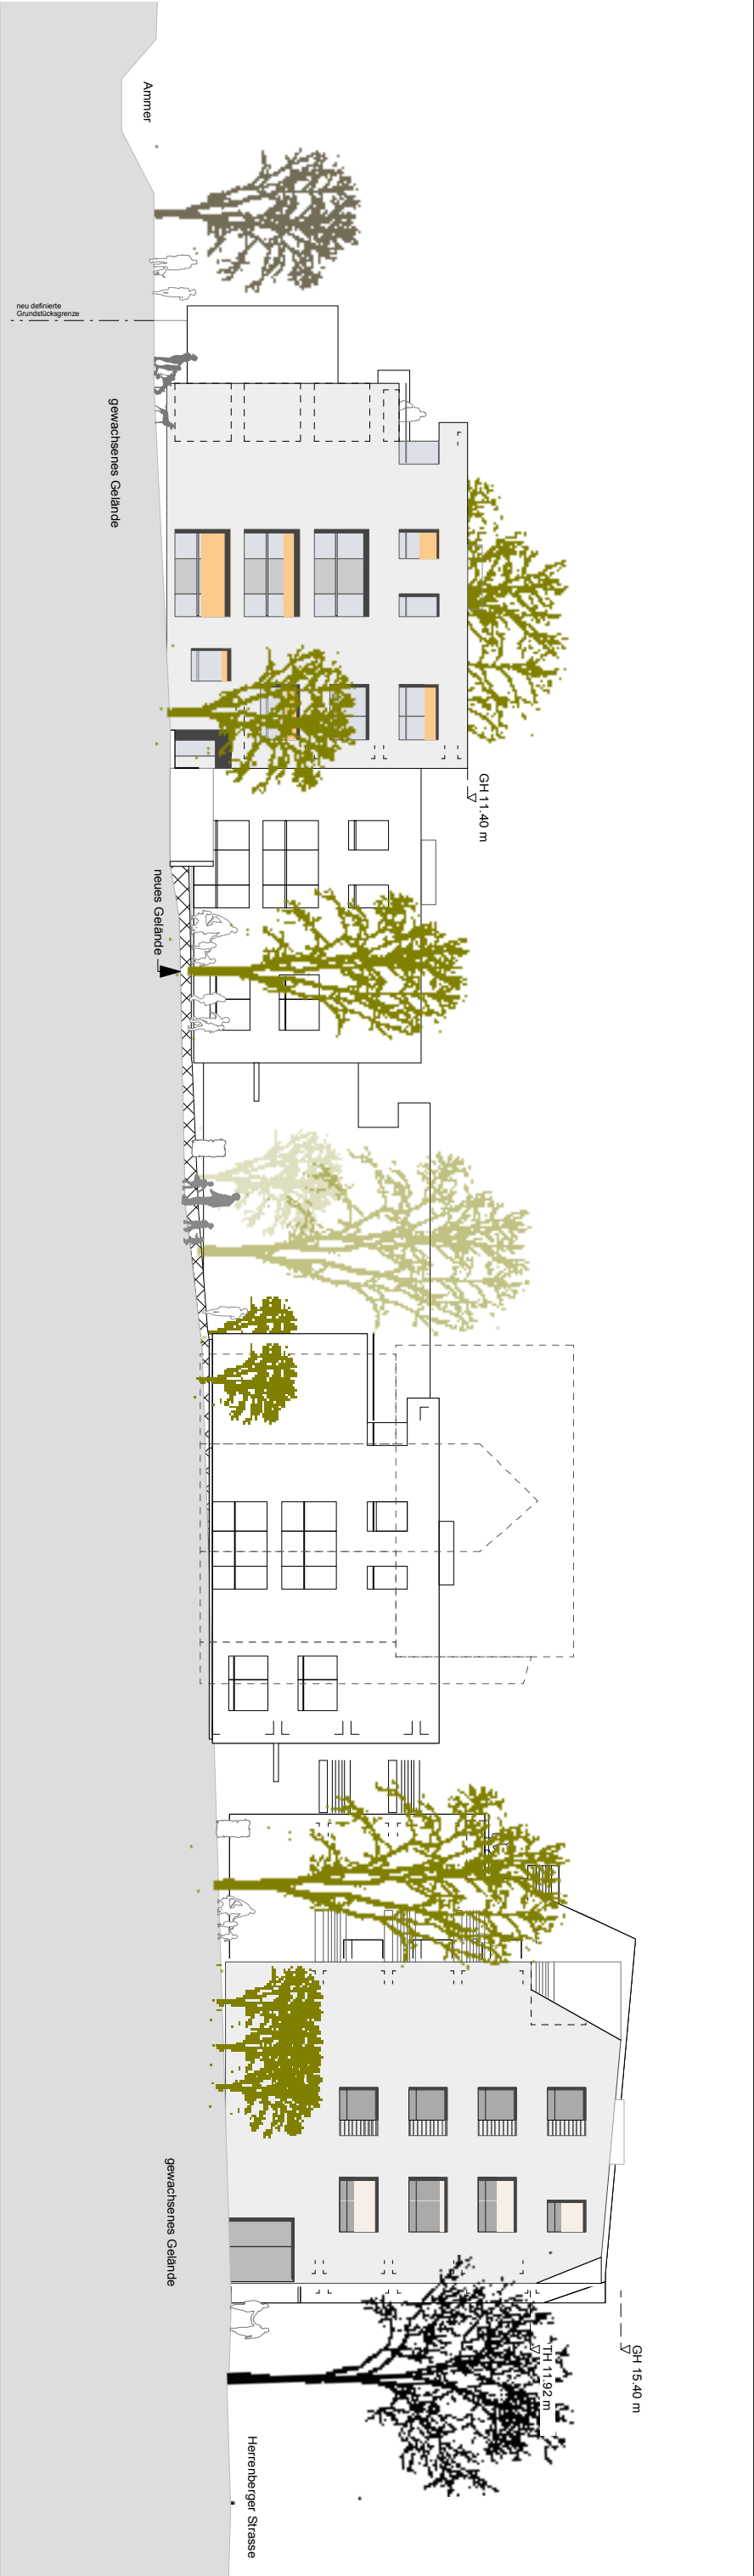 Ammer
neu definierte
Grundstücksgrenze
gewachsenes Gelände
GH 11.40 m
neues Gelände
gewachsenes Gelände
GH 15.40 m
TH 11.92 m
Herrenberger Strasse